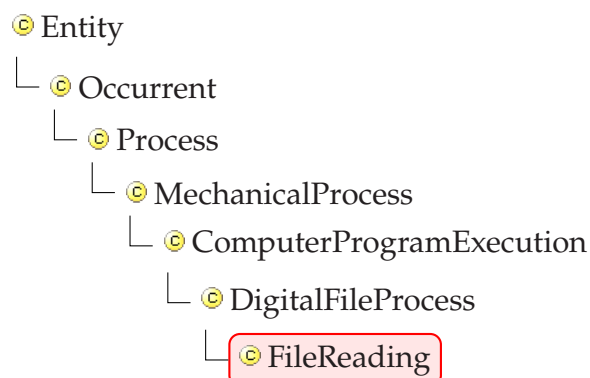 Entity
Occurrent
Process
MechanicalProcess
ComputerProgramExecution
DigitalFileProcess
FileReading